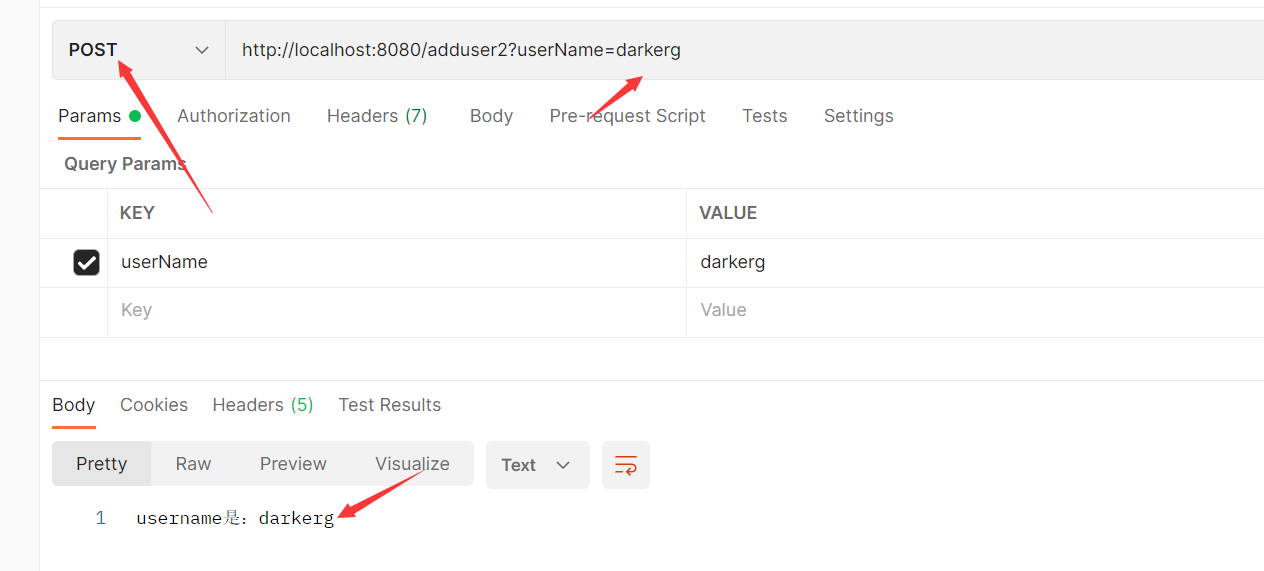 POST http://localhost:8080/adduser2?userName=darkerg
Params Authorization Headers (7) Body Pre-request Script Tests Settings
Query Params
KEY VALUE
userName darkerg
Key Value
Body Cookies Headers (5) Test Results
Pretty Raw Preview Visualize Text
1 username是：darkerg